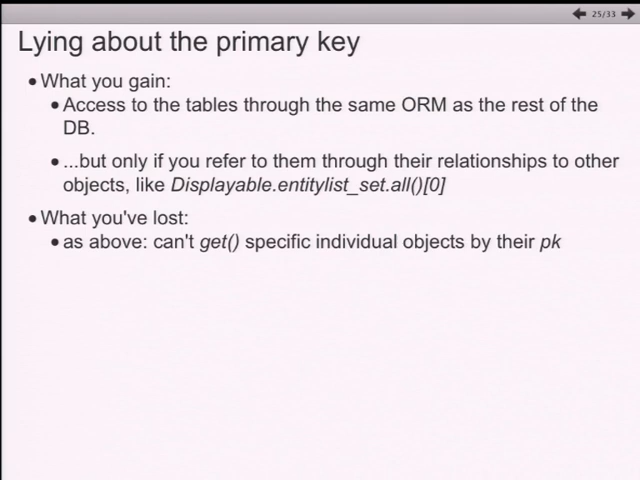 25/33
Lying about the primary key
• What you gain:
• Access to the tables through the same ORM as the rest of the
DB.
• ...but only if you refer to them through their relationships to other
objects, like Displayable.entitylist_set.all()[0]
• What you've lost:
• as above: can't get() specific individual objects by their pk